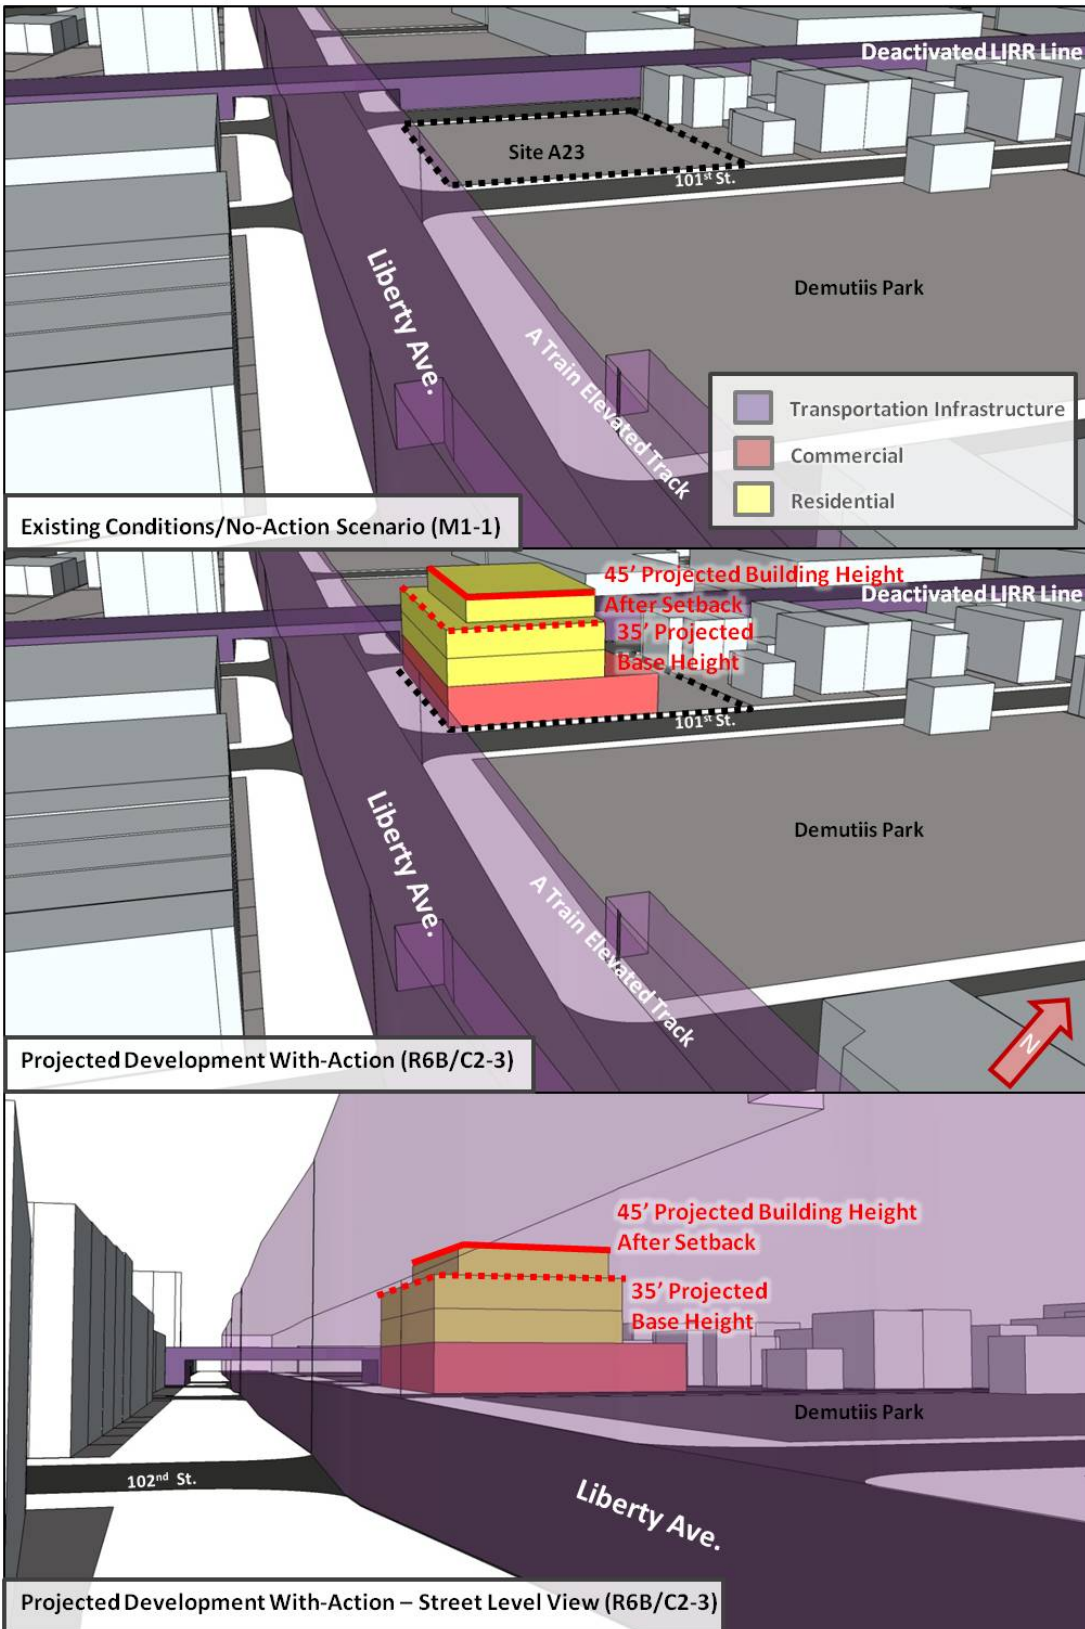 Deactivated LIRR Line
Site A23
101st St.
Liberty Ave.
Demutiis Park
A Train Elevated Track
Transportation Infrastructure
Commercial
Residential
Existing Conditions/No-Action Scenario (M1-1)
45’ Projected Building Height
After Setback
Deactivated LIRR Line
35’ Projected
Base Height
101st St.
Liberty Ave.
Demutiis Park
A Train Elevated Track
N
Projected Development With-Action (R6B/C2-3)
45’ Projected Building Height
After Setback
35’ Projected
Base Height
Demutiis Park
102nd St.
Liberty Ave.
Projected Development With-Action – Street Level View (R6B/C2-3)